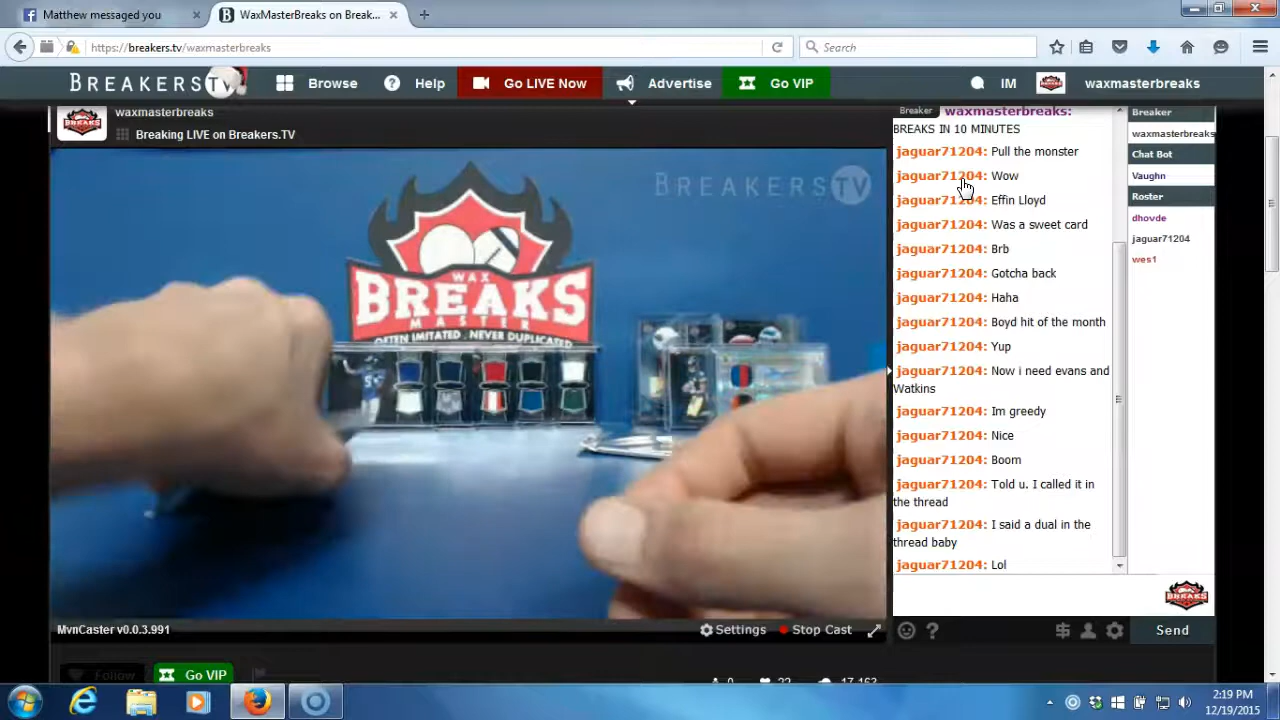 Matthew messaged you
WaxMasterBreaks on Break...
https://breakers.tv/waxmasterbreaks
Search
BREAKERS TV
Browse
Help
Go LIVE Now
Advertise
Go VIP
IM
waxmasterbreaks
waxmasterbreaks
Breaking LIVE on Breakers.TV
BREAKERS TV
WAX
BREAKS
MASTER
OFTEN IMITATED, NEVER DUPLICATED
Breaker waxmasterbreaks:
BREAKS IN 10 MINUTES
jaguar71204: Pull the monster
jaguar71204: Wow
jaguar71204: Effin Lloyd
jaguar71204: Was a sweet card
jaguar71204: Brb
jaguar71204: Gotcha back
jaguar71204: Haha
jaguar71204: Boyd hit of the month
jaguar71204: Yup
jaguar71204: Now i need evans and
Watkins
jaguar71204: Im greedy
jaguar71204: Nice
jaguar71204: Boom
jaguar71204: Told u. I called it in
the thread
jaguar71204: I said a dual in the
thread baby
jaguar71204: Lol
Breaker
waxmasterbreaks
Chat Bot
Vaughn
Roster
dhovde
jaguar71204
wes1
BREAKS
MvnCaster v0.0.3.991
Settings
Stop Cast
Send
Follow
Go VIP
0
22
17,163
2:19 PM
12/19/2015